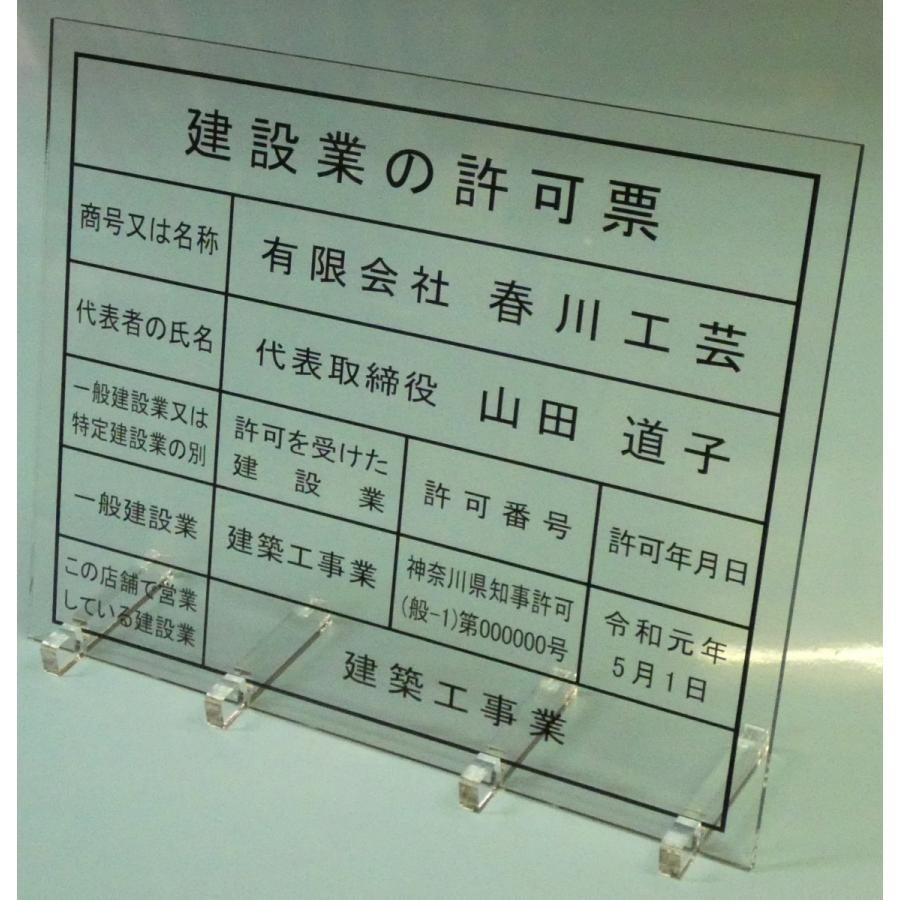 建設業の許可票
商号又は名称
有限会社 春川工芸
代表者の氏名
代表取締役 山田 道子
一般建設業又は
特定建設業の別
許可を受けた
建設業
許可番号
許可年月日
一般建設業
建築工事業
神奈川県知事許可
(般-1)第000000号
令和元年
5月1日
この店舗で営業
している建設業
建築工事業